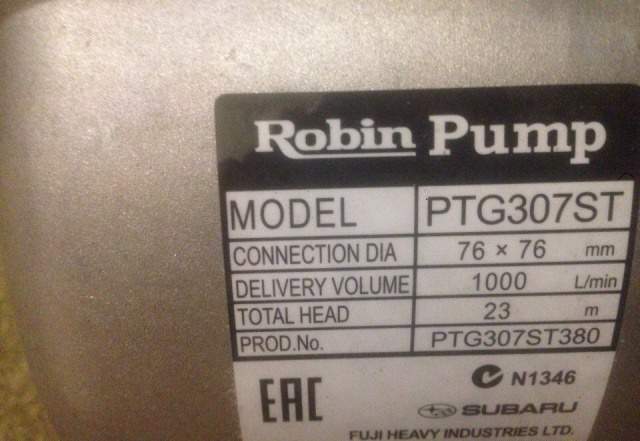 Robin Pump
MODEL PTG307ST
CONNECTION DIA 76 × 76 mm
DELIVERY VOLUME 1000 L/min
TOTAL HEAD 23 m
PROD.No. PTG307ST380
EAC N1346
SUBARU
FUJI HEAVY INDUSTRIES LTD.